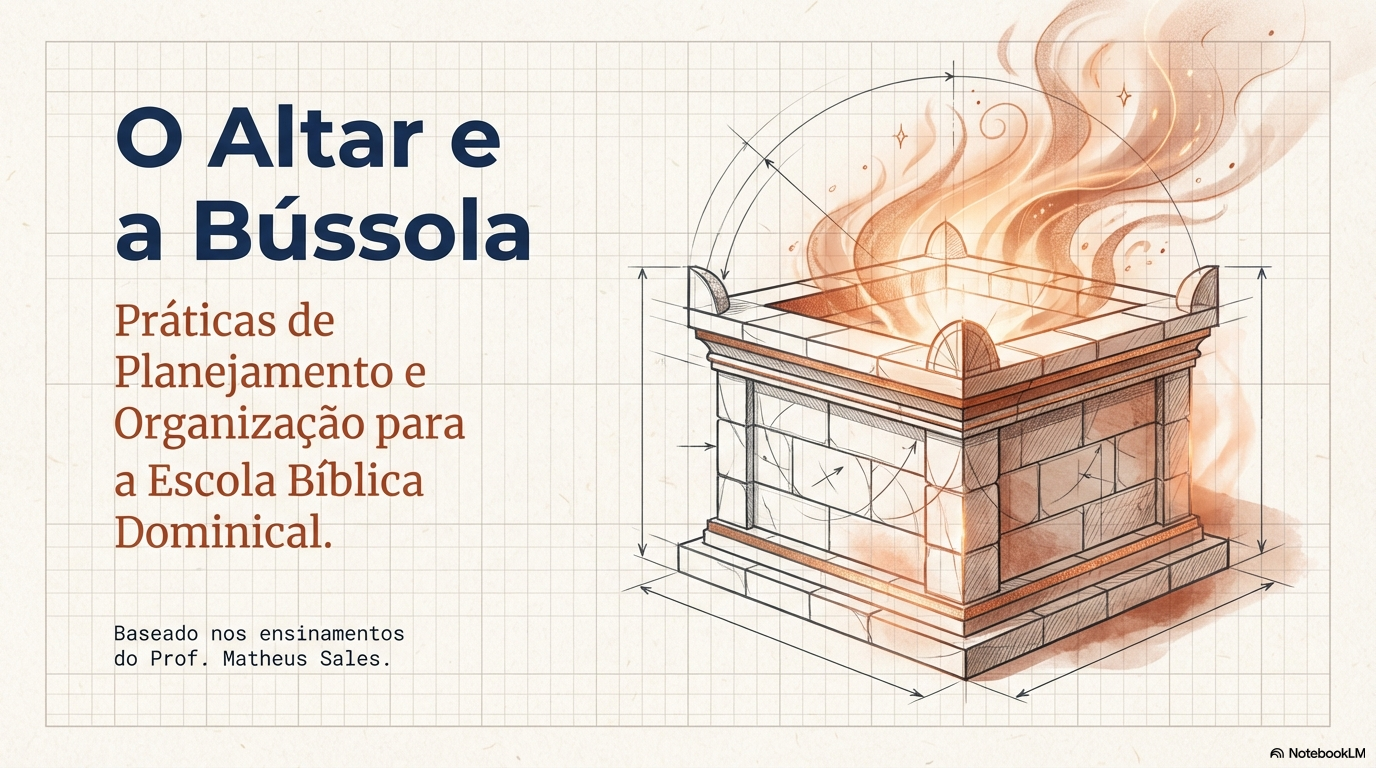 O Altar e
a Bússola
Práticas de
Planejamento e
Organização para
a Escola Bíblica
Dominical.
Baseado nos ensinamentos
do Prof. Matheus Sales.
NotebookLM